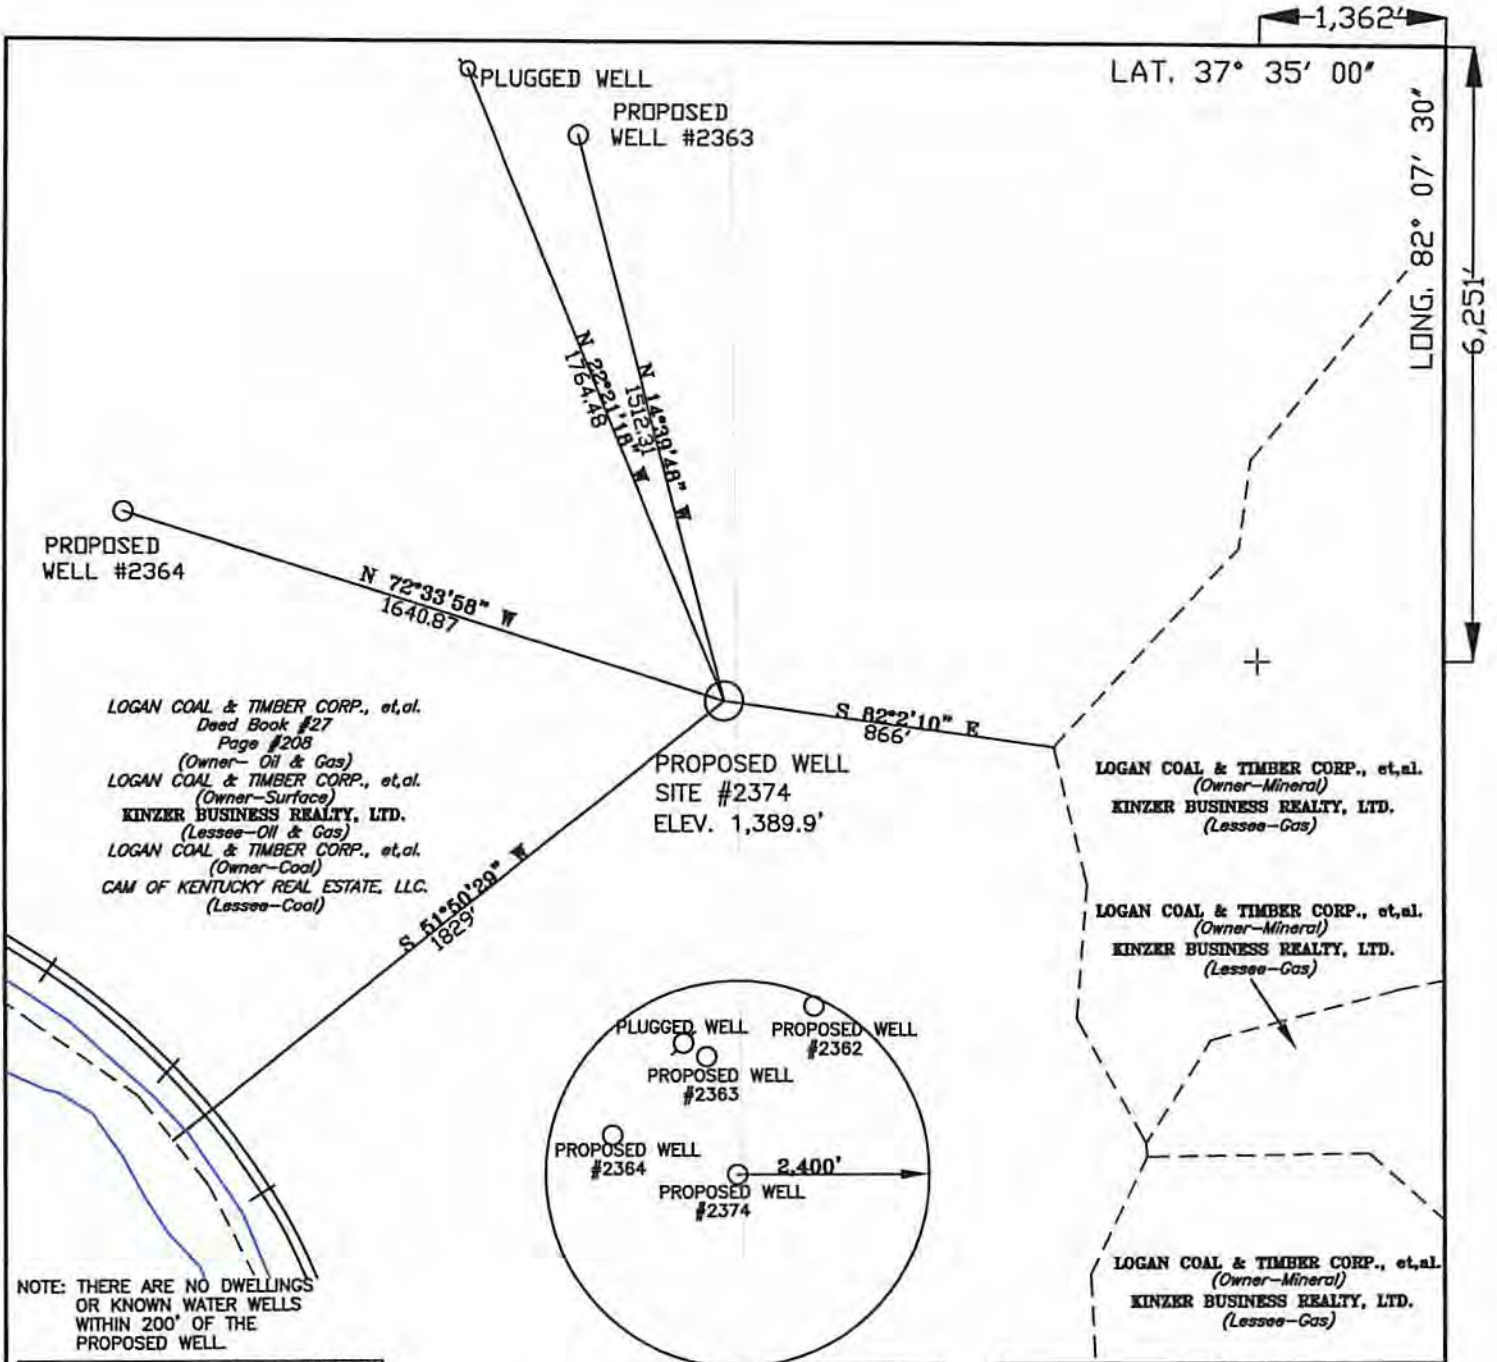 1,362'
LAT. 37° 35' 00"
LONG. 82° 07' 30"
6,251'
PLUGGED WELL
PROPOSED
WELL #2363
N 22°21'18" W
1764.48
N 14°39'48" W
1512.31
PROPOSED
WELL #2364
N 72°33'58" W
1640.87
S 82°2'10" E
866'
PROPOSED WELL
SITE #2374
ELEV. 1,389.9'
LOGAN COAL & TIMBER CORP., et,al.
Deed Book #27
Page #208
(Owner- Oil & Gas)
LOGAN COAL & TIMBER CORP., et,al.
(Owner-Surface)
KINZER BUSINESS REALTY, LTD.
(Lessee-Oil & Gas)
LOGAN COAL & TIMBER CORP., et,al.
(Owner-Coal)
CAM OF KENTUCKY REAL ESTATE, LLC.
(Lessee-Coal)
S 51°50'29" W
1829'
LOGAN COAL & TIMBER CORP., et,al.
(Owner-Mineral)
KINZER BUSINESS REALTY, LTD.
(Lessee-Gas)
LOGAN COAL & TIMBER CORP., et,al.
(Owner-Mineral)
KINZER BUSINESS REALTY, LTD.
(Lessee-Gas)
PLUGGED WELL
PROPOSED WELL
#2362
PROPOSED WELL
#2363
PROPOSED WELL
#2364
2,400'
PROPOSED WELL
#2374
LOGAN COAL & TIMBER CORP., et,al.
(Owner-Mineral)
KINZER BUSINESS REALTY, LTD.
(Lessee-Gas)
NOTE: THERE ARE NO DWELLINGS
OR KNOWN WATER WELLS
WITHIN 200' OF THE
PROPOSED WELL.